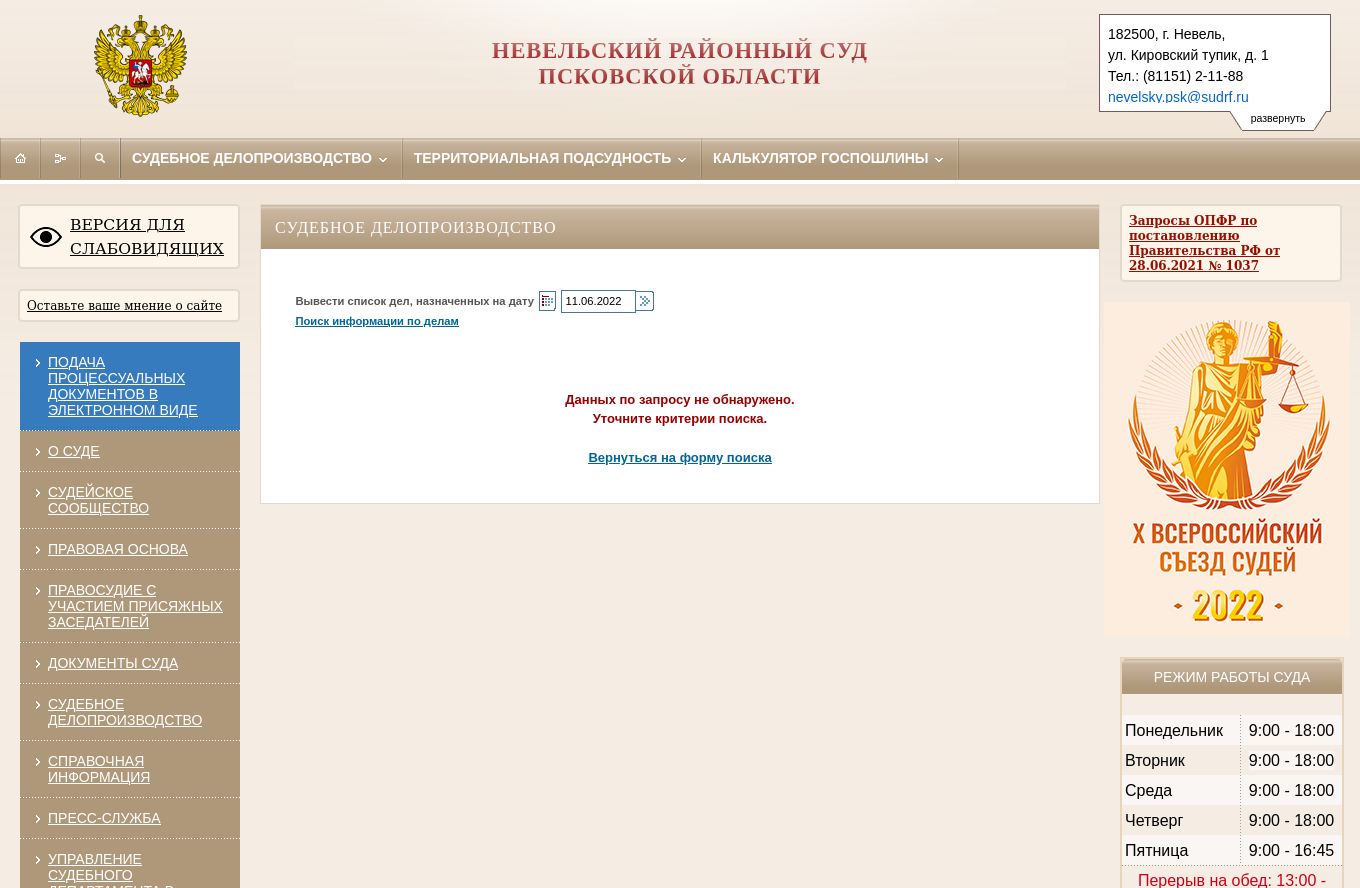 НЕВЕЛЬСКИЙ РАЙОННЫЙ СУД
ПСКОВСКОЙ ОБЛАСТИ
182500, г. Невель,
ул. Кировский тупик, д. 1
Тел.: (81151) 2-11-88
nevelsky.psk@sudrf.ru
развернуть
СУДЕБНОЕ ДЕЛОПРОИЗВОДСТВО
ТЕРРИТОРИАЛЬНАЯ ПОДСУДНОСТЬ
КАЛЬКУЛЯТОР ГОСПОШЛИНЫ
ВЕРСИЯ ДЛЯ
СЛАБОВИДЯЩИХ
Оставьте ваше мнение о сайте
ПОДАЧА
ПРОЦЕССУАЛЬНЫХ
ДОКУМЕНТОВ В
ЭЛЕКТРОННОМ ВИДЕ
О СУДЕ
СУДЕЙСКОЕ
СООБЩЕСТВО
ПРАВОВАЯ ОСНОВА
ПРАВОСУДИЕ С
УЧАСТИЕМ ПРИСЯЖНЫХ
ЗАСЕДАТЕЛЕЙ
ДОКУМЕНТЫ СУДА
СУДЕБНОЕ
ДЕЛОПРОИЗВОДСТВО
СПРАВОЧНАЯ
ИНФОРМАЦИЯ
ПРЕСС-СЛУЖБА
УПРАВЛЕНИЕ
СУДЕБНОГО
ДЕПАРТАМЕНТА В
СУДЕБНОЕ ДЕЛОПРОИЗВОДСТВО
Вывести список дел, назначенных на дату 11.06.2022
Поиск информации по делам
Данных по запросу не обнаружено.
Уточните критерии поиска.
Вернуться на форму поиска
Запросы ОПФР по
постановлению
Правительства РФ от
28.06.2021 № 1037
X ВСЕРОССИЙСКИЙ
СЪЕЗД СУДЕЙ
2022
РЕЖИМ РАБОТЫ СУДА
Понедельник 9:00 - 18:00
Вторник 9:00 - 18:00
Среда 9:00 - 18:00
Четверг 9:00 - 18:00
Пятница 9:00 - 16:45
Перерыв на обед: 13:00 -